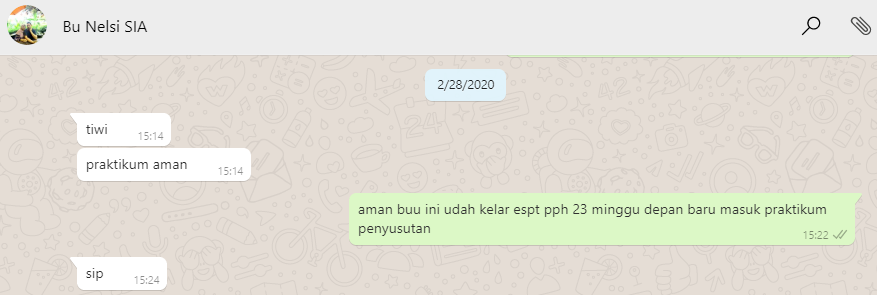 Bu Nelsi SIA
2/28/2020
tiwi
15:14
praktikum aman
15:14
aman buu ini udah kelar espt pph 23 minggu depan baru masuk praktikum
penyusutan
15:22
sip
15:24